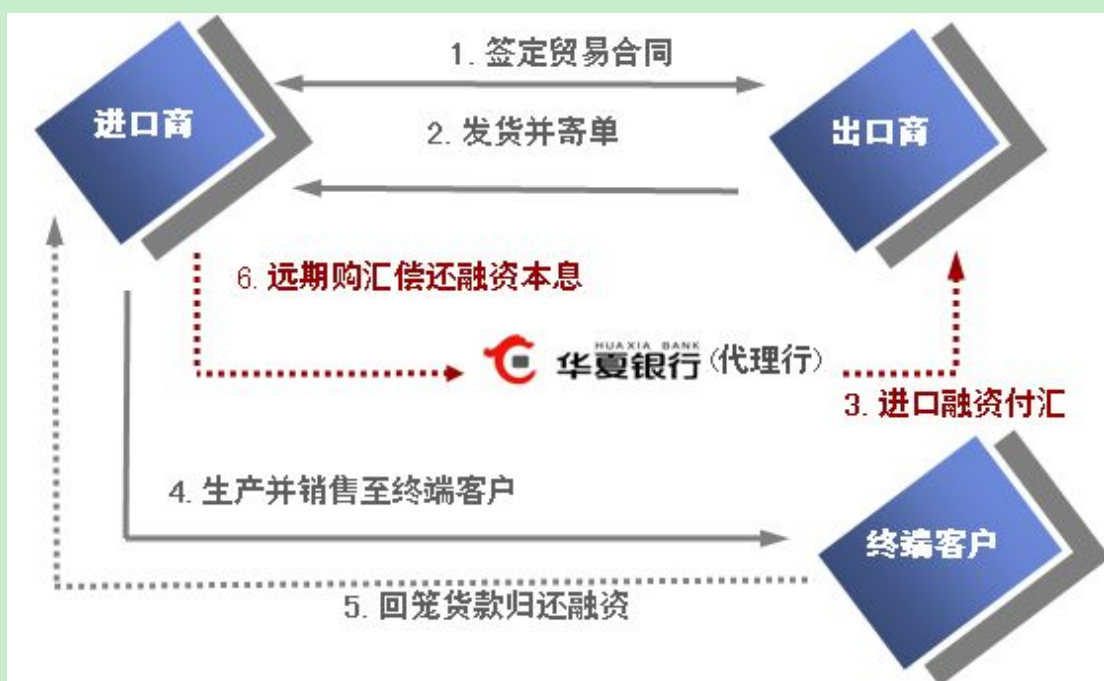 1. 签定贸易合同
进口商
出口商
2. 发货并寄单
6. 远期购汇偿还融资本息
HUAXIA BANK
华夏银行 (代理行)
3. 进口融资付汇
4. 生产并销售至终端客户
终端客户
5. 回笼货款归还融资